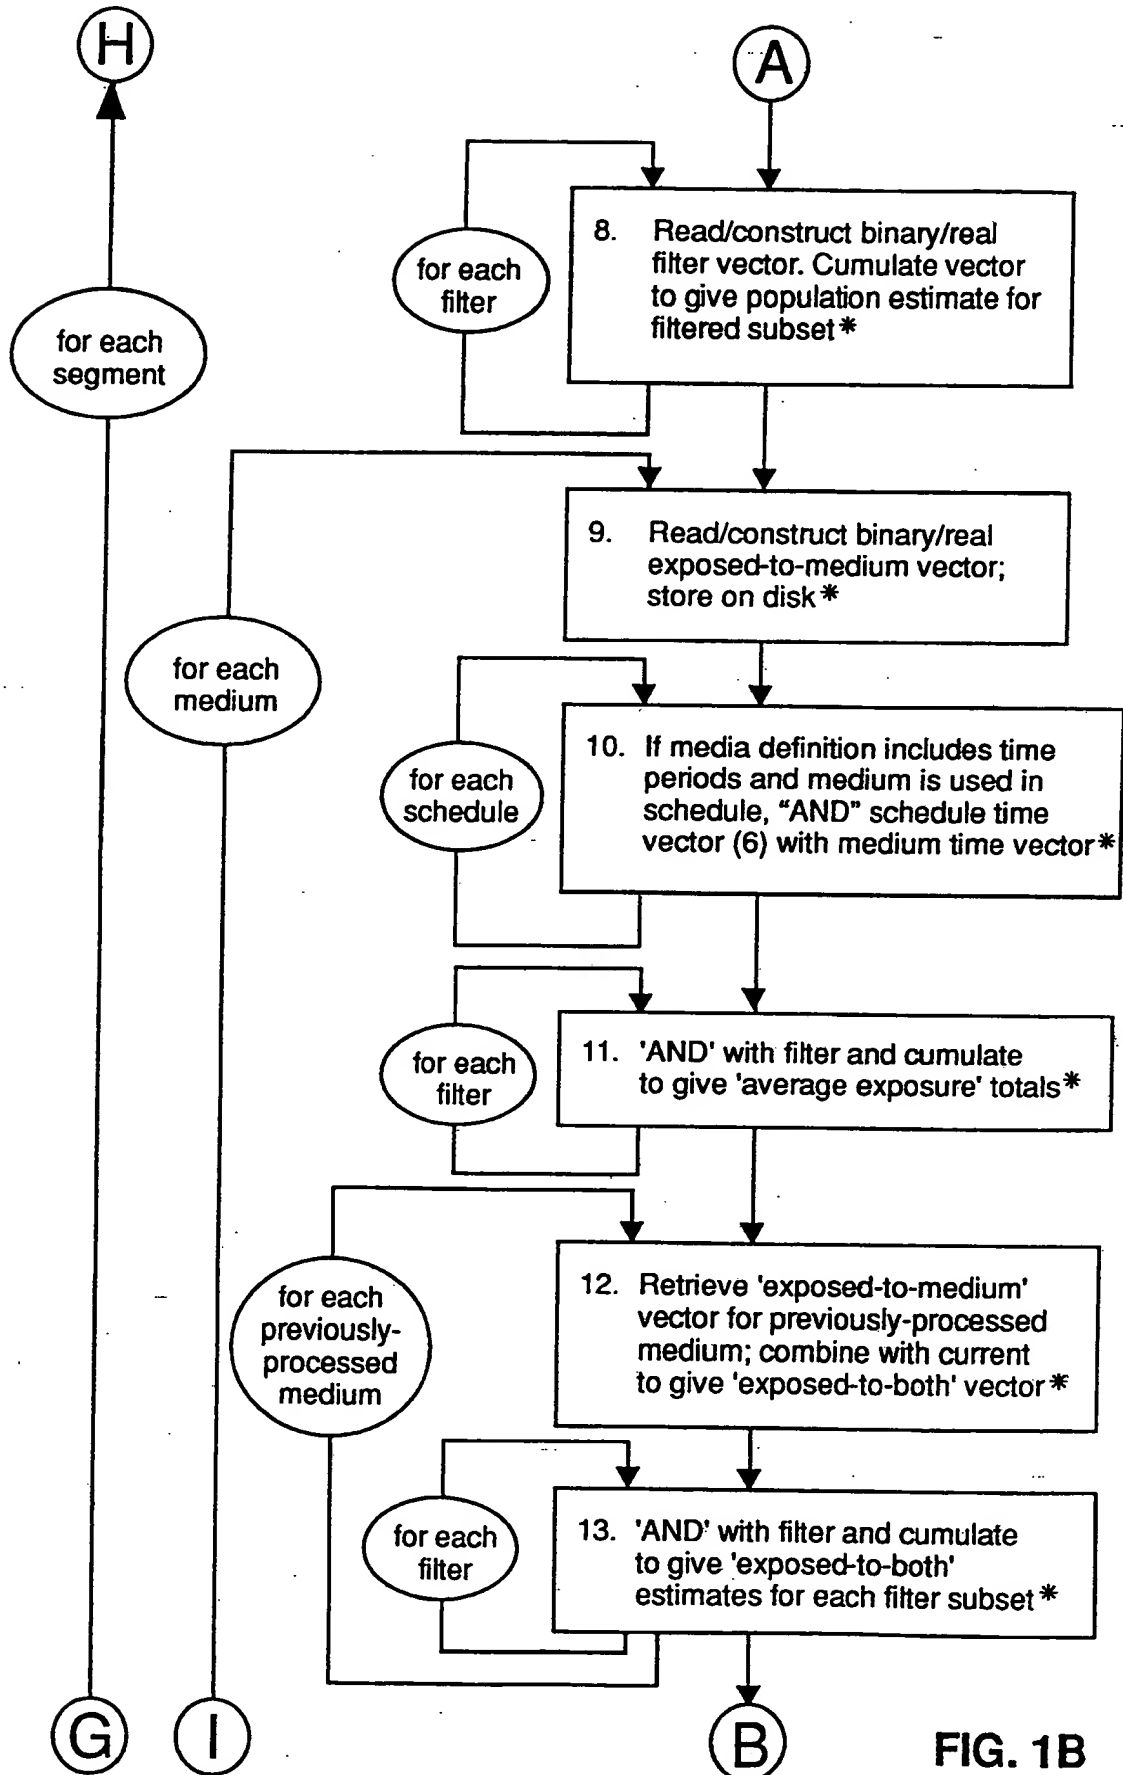 H
A
for each
filter
8. Read/construct binary/real
filter vector. Cumulate vector
to give population estimate for
filtered subset*
for each
segment
9. Read/construct binary/real
exposed-to-medium vector;
store on disk*
for each
medium
10. If media definition includes time
periods and medium is used in
schedule, “AND” schedule time
vector (6) with medium time vector*
for each
schedule
11. 'AND' with filter and cumulate
to give 'average exposure' totals*
for each
filter
12. Retrieve 'exposed-to-medium'
vector for previously-processed
medium; combine with current
to give 'exposed-to-both' vector*
for each
previously-
processed
medium
13. 'AND' with filter and cumulate
to give 'exposed-to-both'
estimates for each filter subset*
for each
filter
G
I
B
FIG. 1B